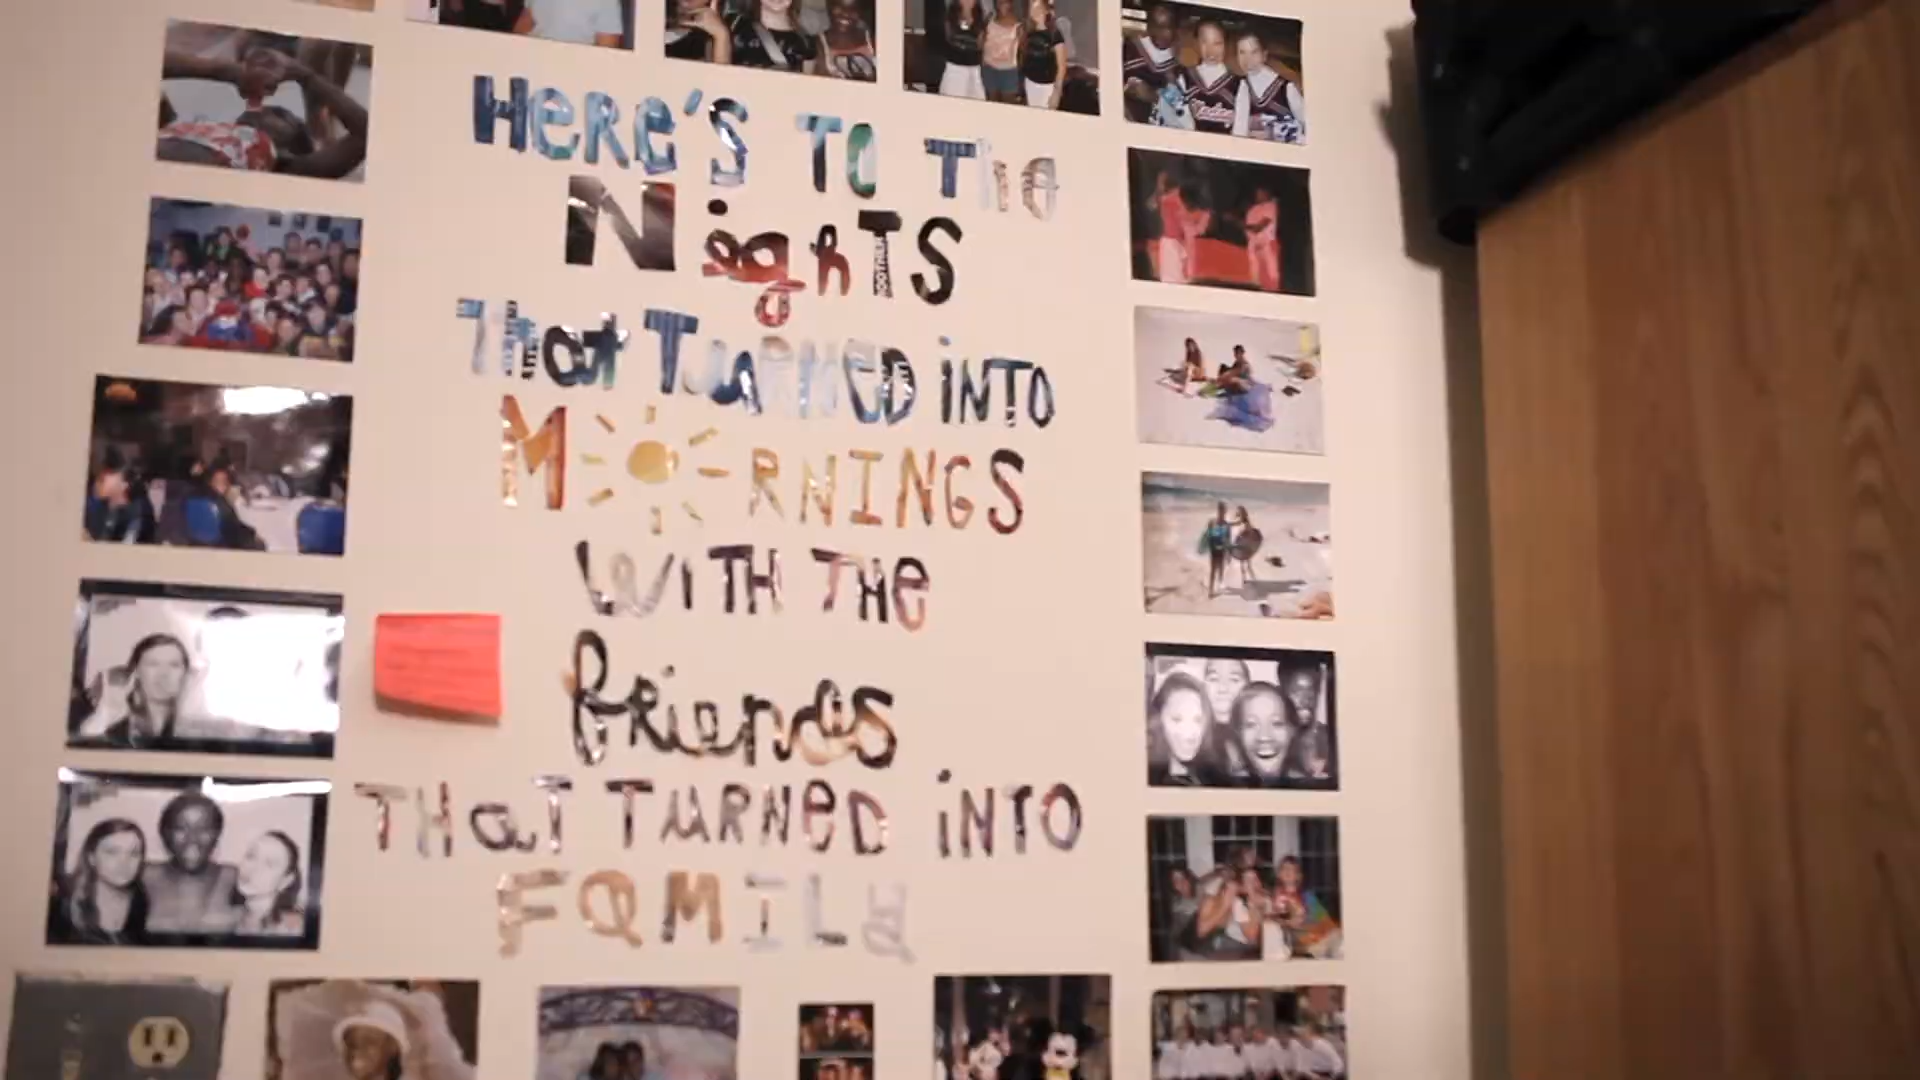 HeRe'S TO The
NighTS
That TuRNeD iNTO
MORNINGS
WiTH THe
fRiends
THaT TuRNeD iNTO
FaMILY